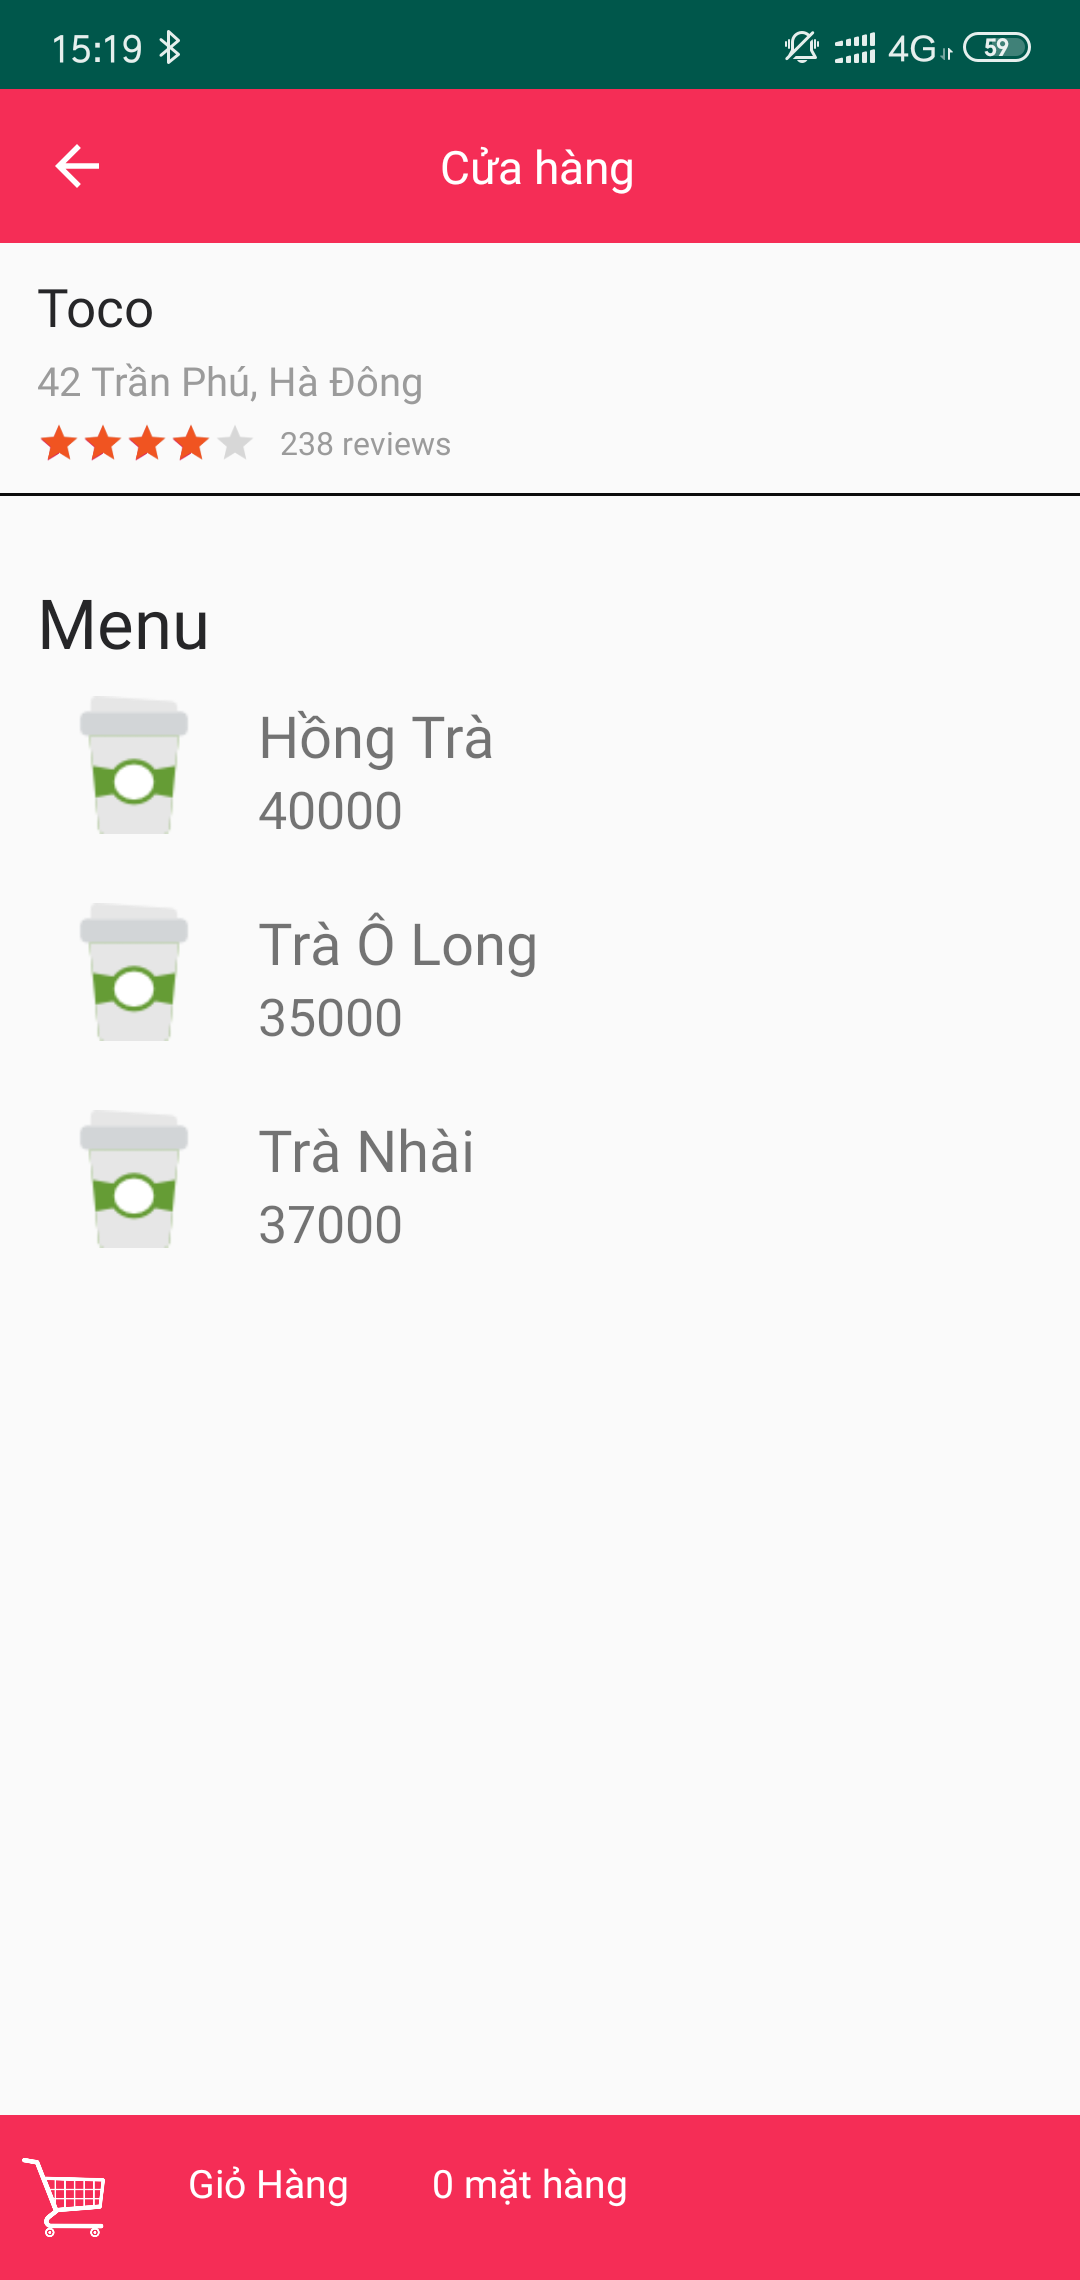 15:19 4G 59
Cửa hàng
Toco
42 Trần Phú, Hà Đông
238 reviews
Menu
Hồng Trà
40000
Trà Ô Long
35000
Trà Nhài
37000
Giỏ Hàng 0 mặt hàng